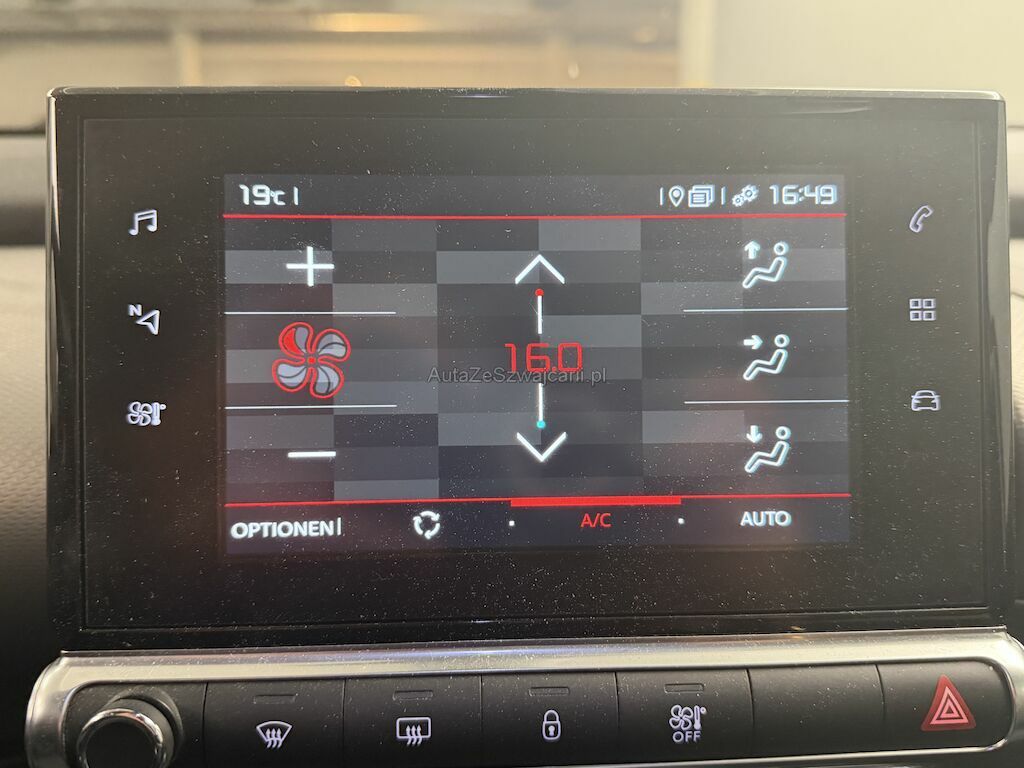 19°C
16:49
N
16.0
AutaZeSzwajcarii.pl
OPTIONEN
A/C
AUTO
OFF